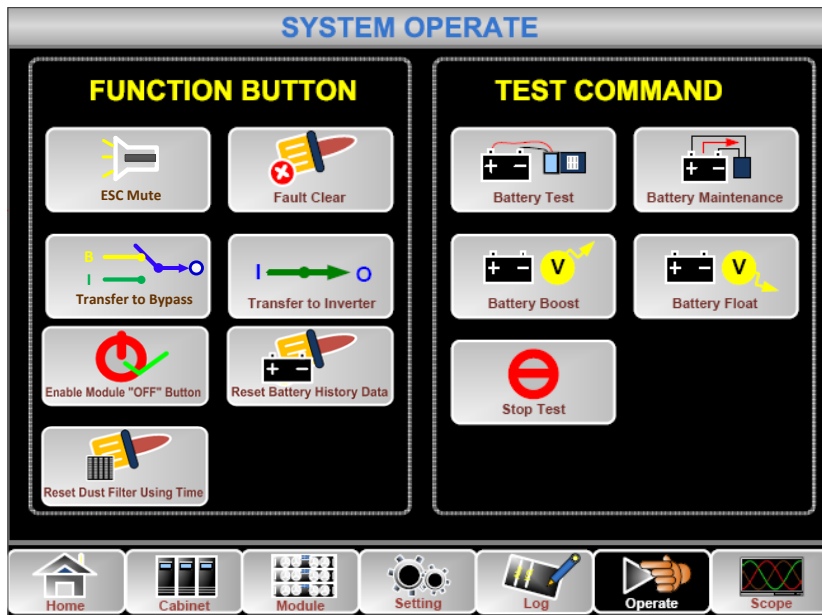 SYSTEM OPERATE
FUNCTION BUTTON
ESC Mute
Fault Clear
B
I
Transfer to Bypass
I O
Transfer to Inverter
Enable Module "OFF" Button
Reset Battery History Data
Reset Dust Filter Using Time
TEST COMMAND
Battery Test
Battery Maintenance
V
Battery Boost
V
Battery Float
Stop Test
Home
Cabinet
Module
Setting
Log
Operate
Scope